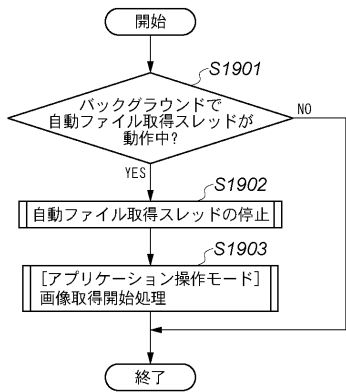 開始
S1901
バックグラウンドで
自動ファイル取得スレッドが
動作中?
NO
YES
S1902
自動ファイル取得スレッドの停止
S1903
[アプリケーション操作モード]
画像取得開始処理
終了